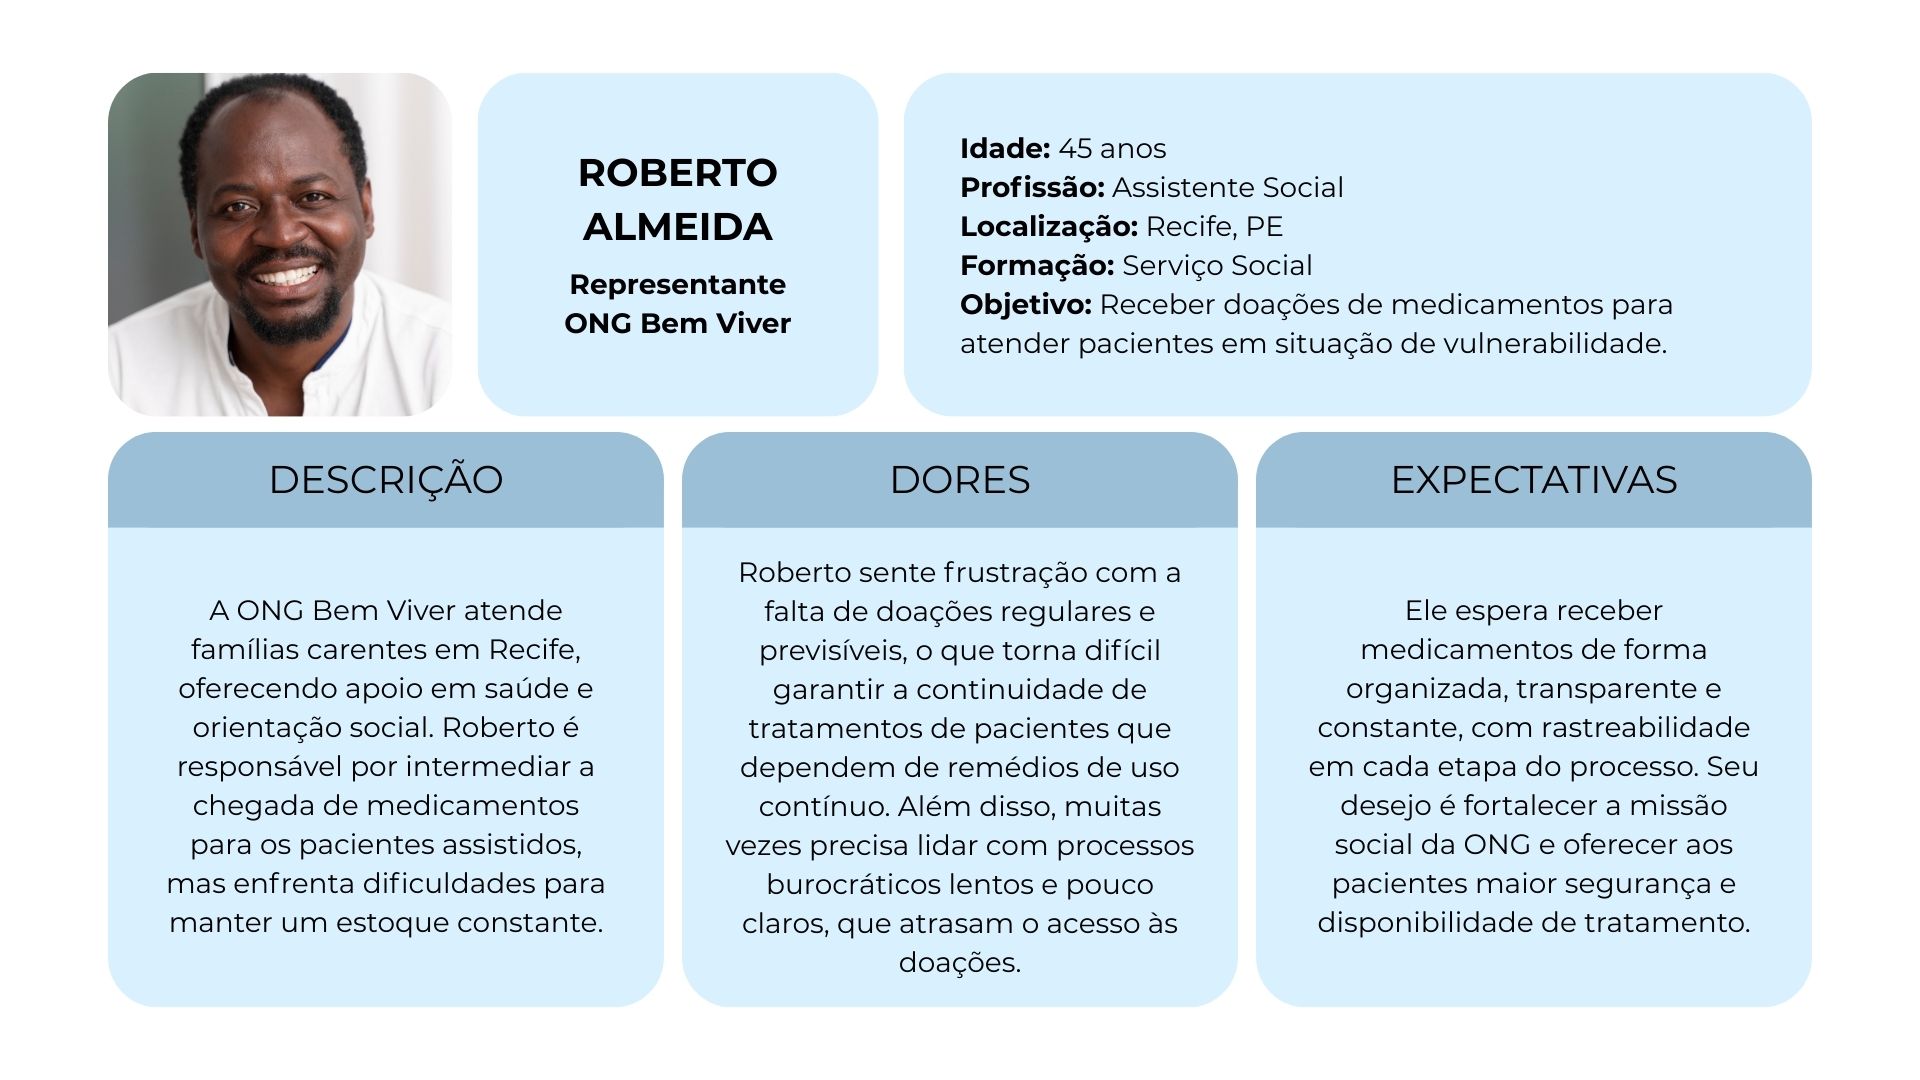 ROBERTO
ALMEIDA
Representante
ONG Bem Viver
Idade: 45 anos
Profissão: Assistente Social
Localização: Recife, PE
Formação: Serviço Social
Objetivo: Receber doações de medicamentos para
atender pacientes em situação de vulnerabilidade.
DESCRIÇÃO
A ONG Bem Viver atende
famílias carentes em Recife,
oferecendo apoio em saúde e
orientação social. Roberto é
responsável por intermediar a
chegada de medicamentos
para os pacientes assistidos,
mas enfrenta dificuldades para
manter um estoque constante.
DORES
Roberto sente frustração com a
falta de doações regulares e
previsíveis, o que torna difícil
garantir a continuidade de
tratamentos de pacientes que
dependem de remédios de uso
contínuo. Além disso, muitas
vezes precisa lidar com processos
burocráticos lentos e pouco
claros, que atrasam o acesso às
doações.
EXPECTATIVAS
Ele espera receber
medicamentos de forma
organizada, transparente e
constante, com rastreabilidade
em cada etapa do processo. Seu
desejo é fortalecer a missão
social da ONG e oferecer aos
pacientes maior segurança e
disponibilidade de tratamento.